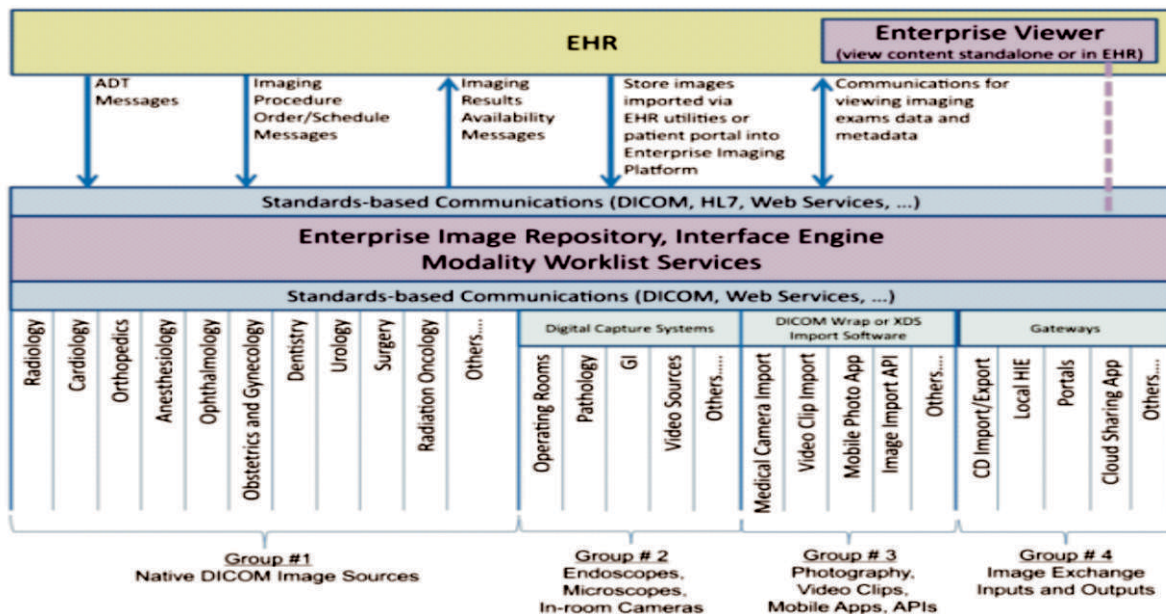 EHR
Enterprise Viewer
(view content standalone or in EHR)
ADT
Messages
Imaging
Procedure
Order/Schedule
Messages
Imaging
Results
Availability
Messages
Store images
imported via
EHR utilities or
patient portal into
Enterprise Imaging
Platform
Communications for
viewing imaging
exams data and
metadata
Standards-based Communications (DICOM, HL7, Web Services, ...)
Enterprise Image Repository, Interface Engine
Modality Worklist Services
Standards-based Communications (DICOM, Web Services, ...)
Radiology
Cardiology
Orthopedics
Anesthesiology
Ophthalmology
Obstetrics and Gynecology
Dentistry
Urology
Surgery
Radiation Oncology
Others....
Digital Capture Systems
Operating Rooms
Pathology
GI
Video Sources
Others....
DICOM Wrap or XDS
Import Software
Medical Camera Import
Video Clip Import
Mobile Photo App
Image Import API
Others...
Gateways
CD Import/Export
Local HIE
Portals
Cloud Sharing App
Others....
Group #1
Native DICOM Image Sources
Group # 2
Endoscopes,
Microscopes,
In-room Cameras
Group # 3
Photography,
Video Clips,
Mobile Apps, APIs
Group # 4
Image Exchange
Inputs and Outputs